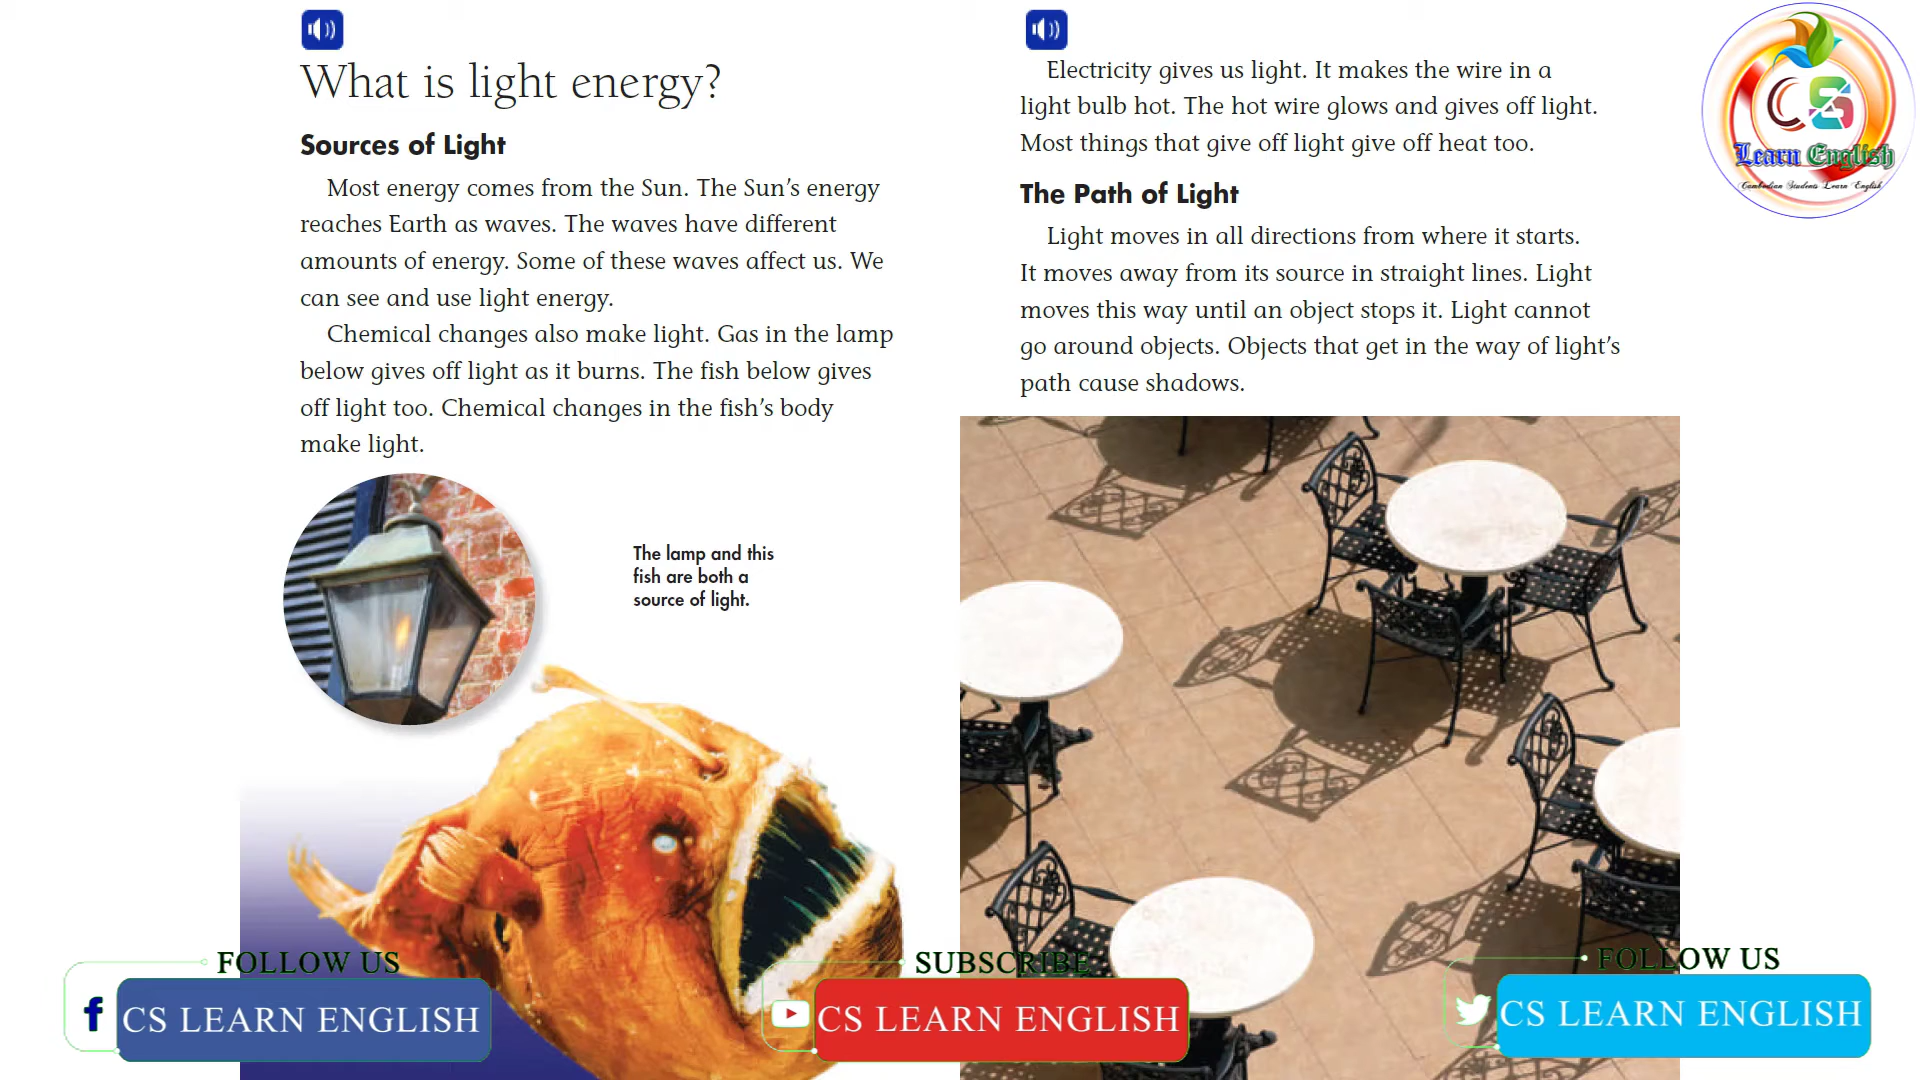 What is light energy?
Sources of Light
Most energy comes from the Sun. The Sun’s energy
reaches Earth as waves. The waves have different
amounts of energy. Some of these waves affect us. We
can see and use light energy.
Chemical changes also make light. Gas in the lamp
below gives off light as it burns. The fish below gives
off light too. Chemical changes in the fish’s body
make light.
The lamp and this
fish are both a
source of light.
Electricity gives us light. It makes the wire in a
light bulb hot. The hot wire glows and gives off light.
Most things that give off light give off heat too.
The Path of Light
Light moves in all directions from where it starts.
It moves away from its source in straight lines. Light
moves this way until an object stops it. Light cannot
go around objects. Objects that get in the way of light’s
path cause shadows.
CS
Learn English
Cambodian Students Learn English
FOLLOW US
f CS LEARN ENGLISH
SUBSCRIBE
CS LEARN ENGLISH
FOLLOW US
CS LEARN ENGLISH